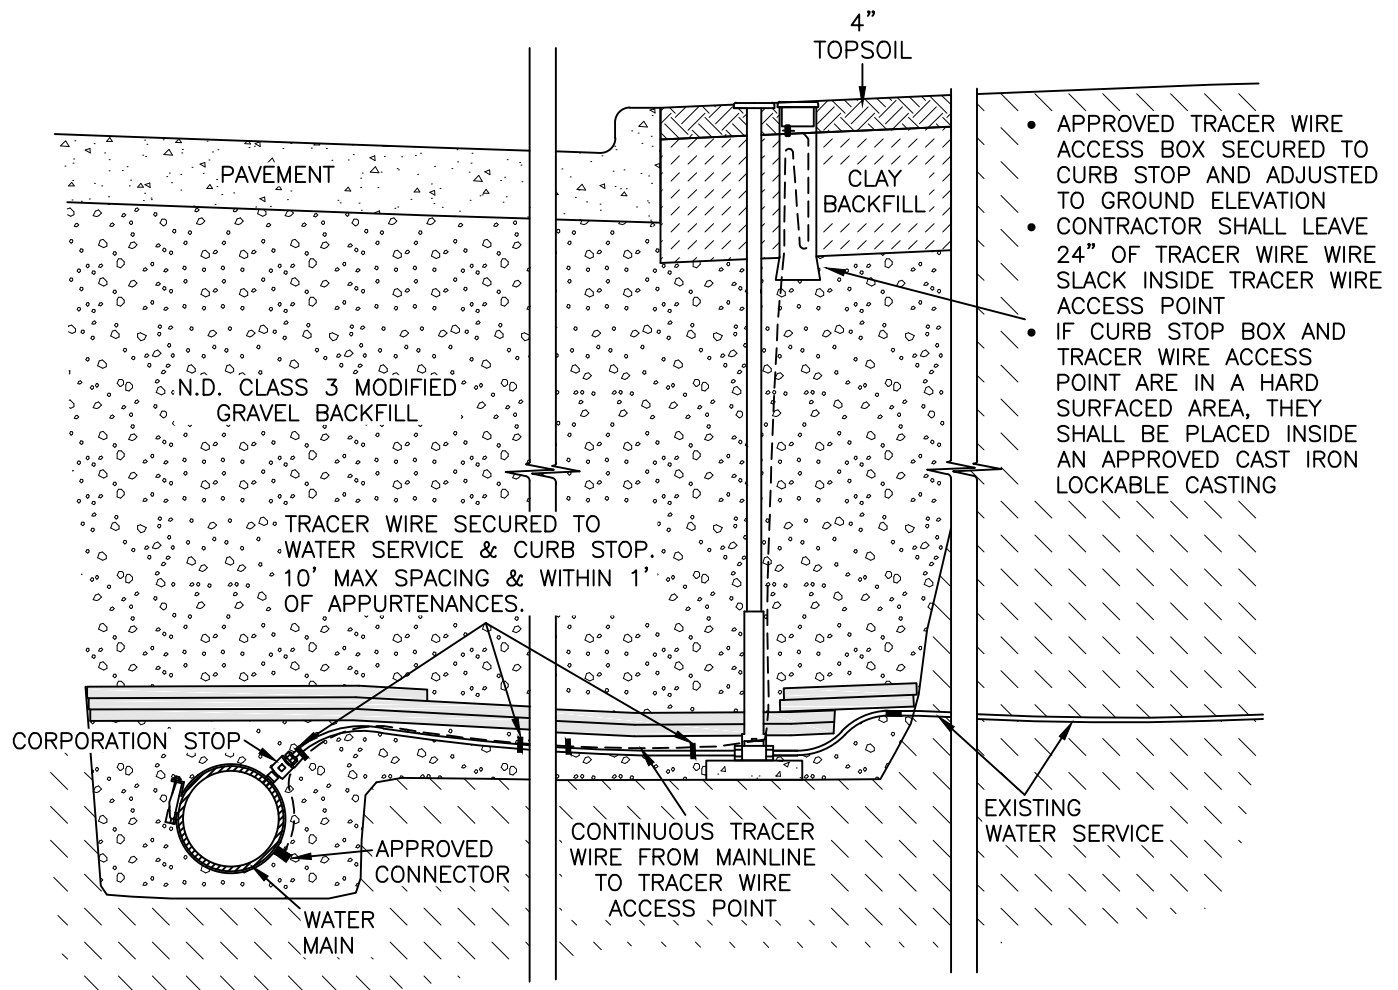 4"
TOPSOIL
PAVEMENT
CLAY
BACKFILL
• APPROVED TRACER WIRE
ACCESS BOX SECURED TO
CURB STOP AND ADJUSTED
TO GROUND ELEVATION
• CONTRACTOR SHALL LEAVE
24" OF TRACER WIRE WIRE
SLACK INSIDE TRACER WIRE
ACCESS POINT
• IF CURB STOP BOX AND
TRACER WIRE ACCESS
POINT ARE IN A HARD
SURFACED AREA, THEY
SHALL BE PLACED INSIDE
AN APPROVED CAST IRON
LOCKABLE CASTING
N.D. CLASS 3 MODIFIED
GRAVEL BACKFILL
TRACER WIRE SECURED TO
WATER SERVICE & CURB STOP.
10' MAX SPACING & WITHIN 1'
OF APPURTENANCES.
CORPORATION STOP
APPROVED
CONNECTOR
WATER
MAIN
CONTINUOUS TRACER
WIRE FROM MAINLINE
TO TRACER WIRE
ACCESS POINT
EXISTING
WATER SERVICE